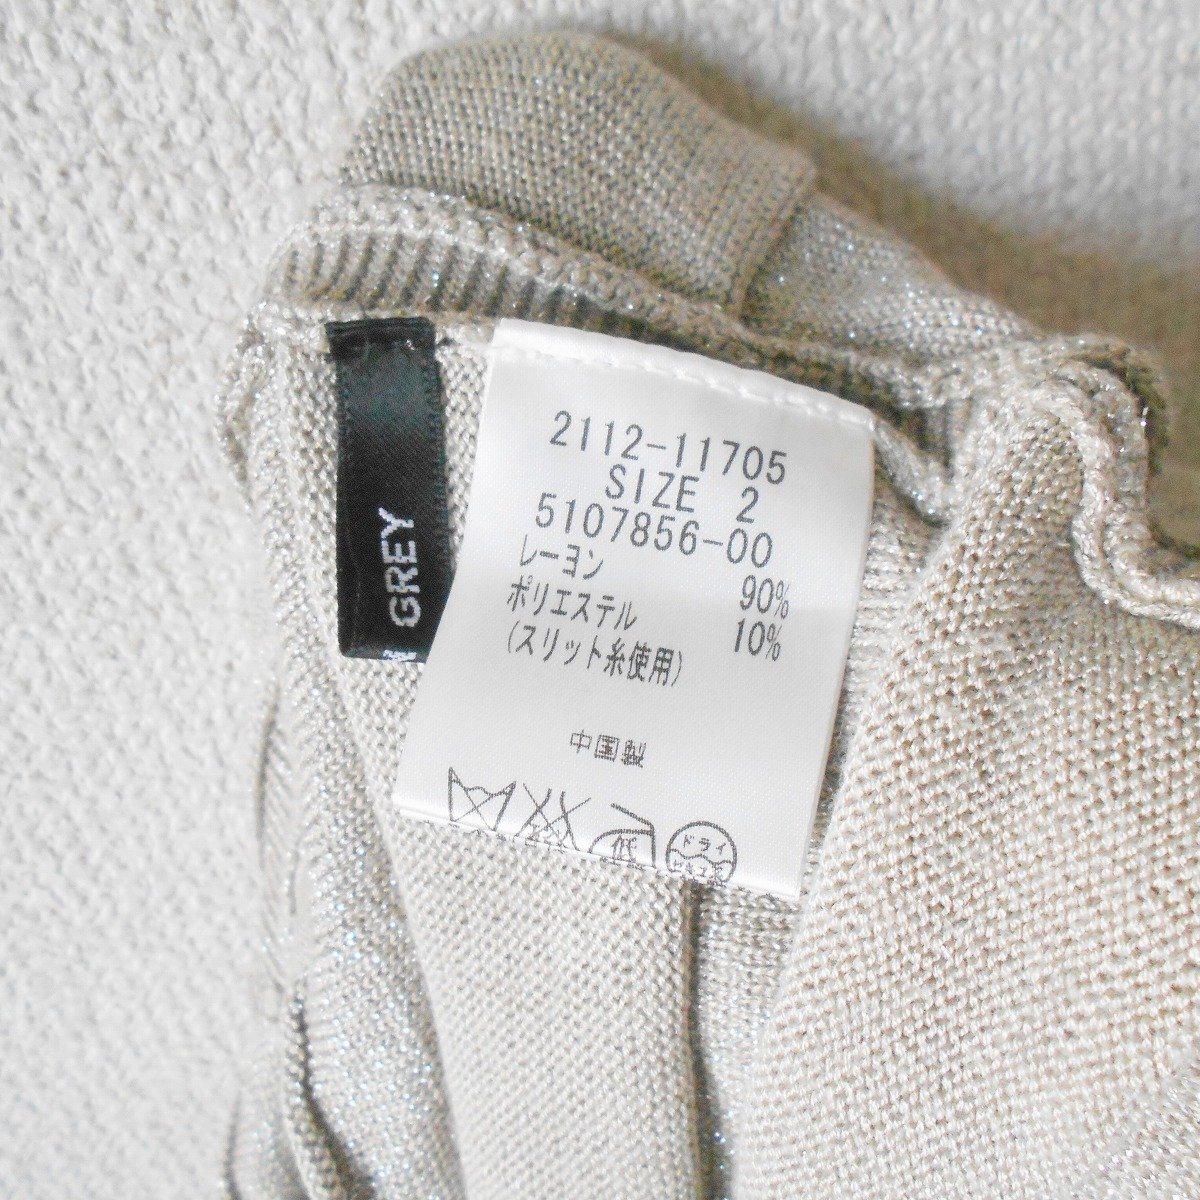 2112-11705
SIZE 2
5107856-00
レーヨン 90%
ポリエステル 10%
(スリット糸使用)
中国製
ドライ
GREY